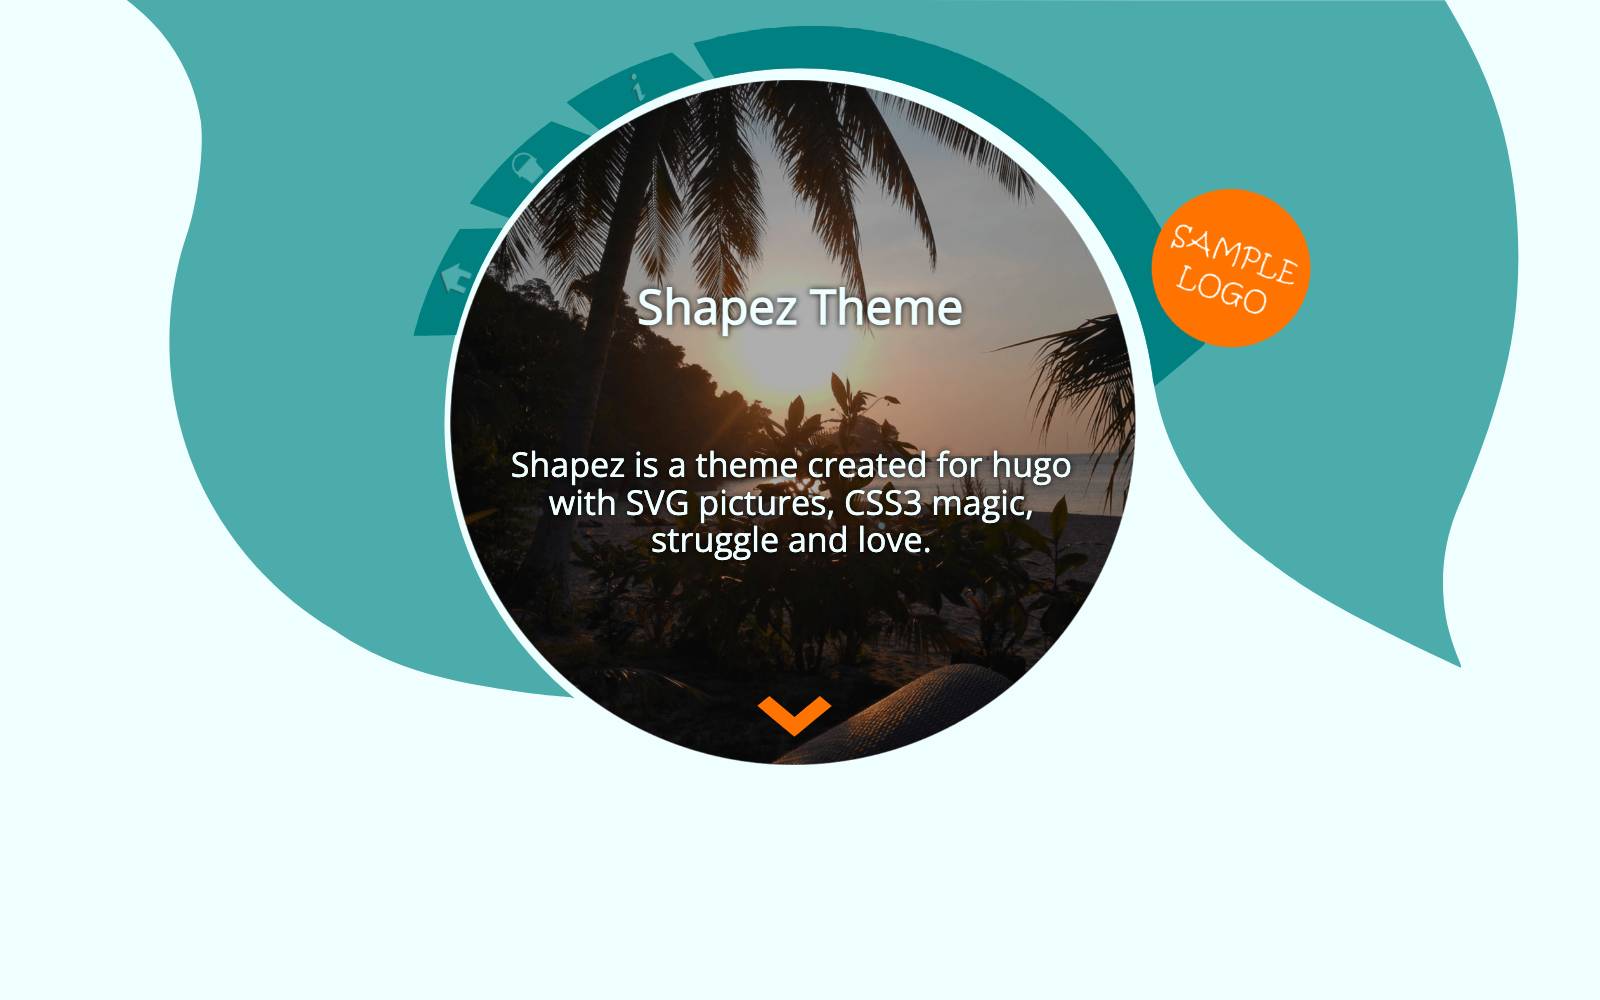 SAMPLE
LOGO
Shapez Theme
Shapez is a theme created for hugo
with SVG pictures, CSS3 magic,
struggle and love.